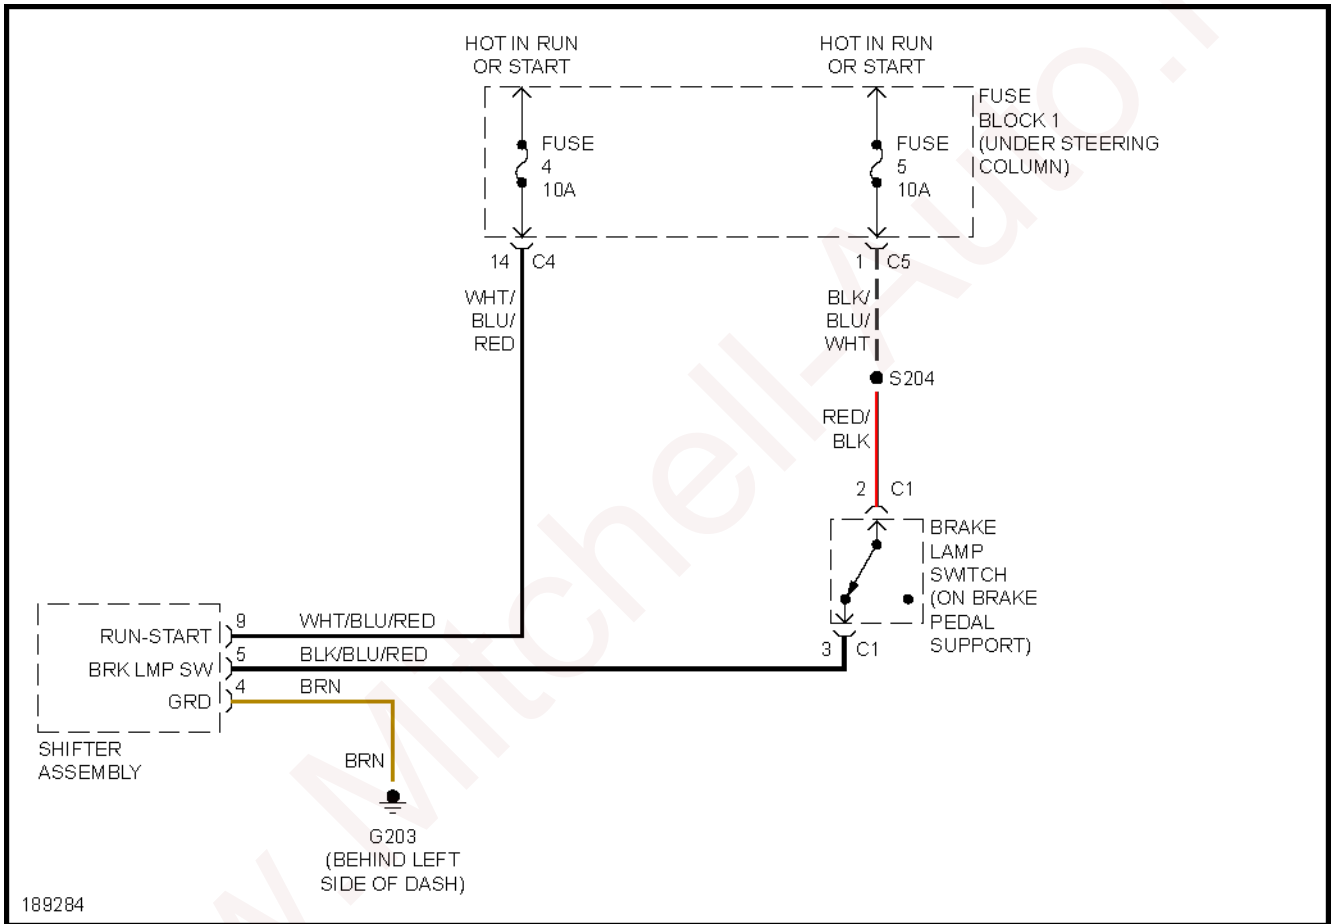 HOT IN RUN
OR START
HOT IN RUN
OR START
FUSE
BLOCK 1
(UNDER STEERING
COLUMN)
FUSE
4
10A
FUSE
5
10A
14 C4
1 C5
WHT/
BLU/
RED
BLK/
BLU/
WHT
S204
RED/
BLK
2 C1
BRAKE
LAMP
SWITCH
(ON BRAKE
PEDAL
SUPPORT)
3 C1
RUN-START 9 WHT/BLU/RED
BRK LMP SW 5 BLK/BLU/RED
GRD 4 BRN
SHIFTER
ASSEMBLY
BRN
G203
(BEHIND LEFT
SIDE OF DASH)
189284
Mitchell-Auto.